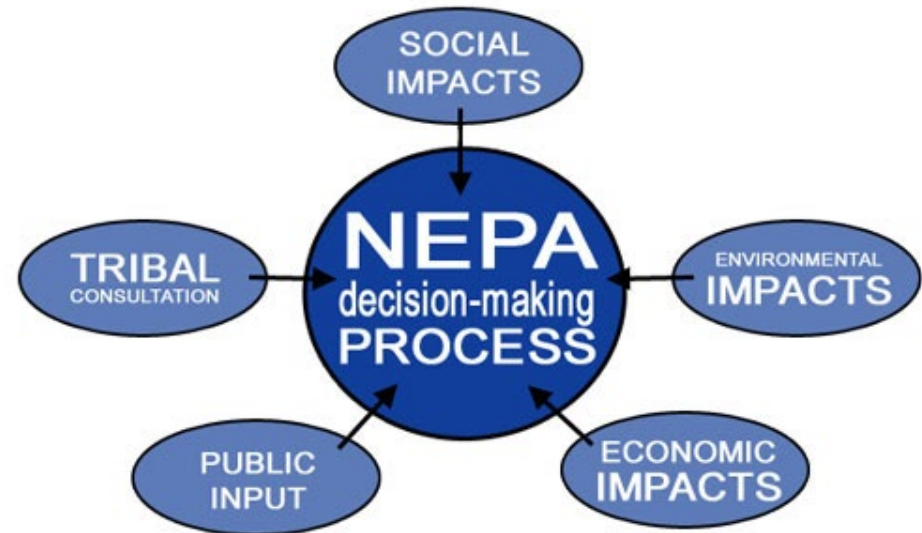 SOCIAL
IMPACTS
NEPA
decision-making
PROCESS
TRIBAL
CONSULTATION
ENVIRONMENTAL
IMPACTS
PUBLIC
INPUT
ECONOMIC
IMPACTS